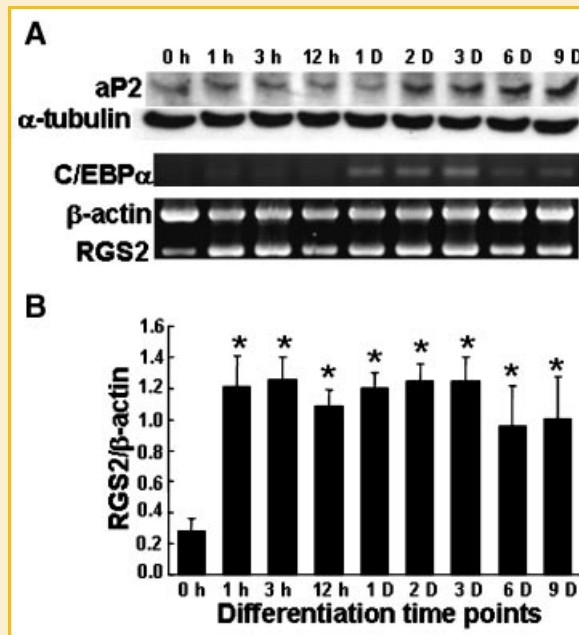 A
0 h 1 h 3 h 12 h 1 D 2 D 3 D 6 D 9 D
aP2
α-tubulin
C/EBPα
β-actin
RGS2
B
RGS2/β-actin
1.6
1.4
1.2
1.0
0.8
0.6
0.4
0.2
0.0
* * * * * * * *
0 h 1 h 3 h 12 h 1 D 2 D 3 D 6 D 9 D
Differentiation time points